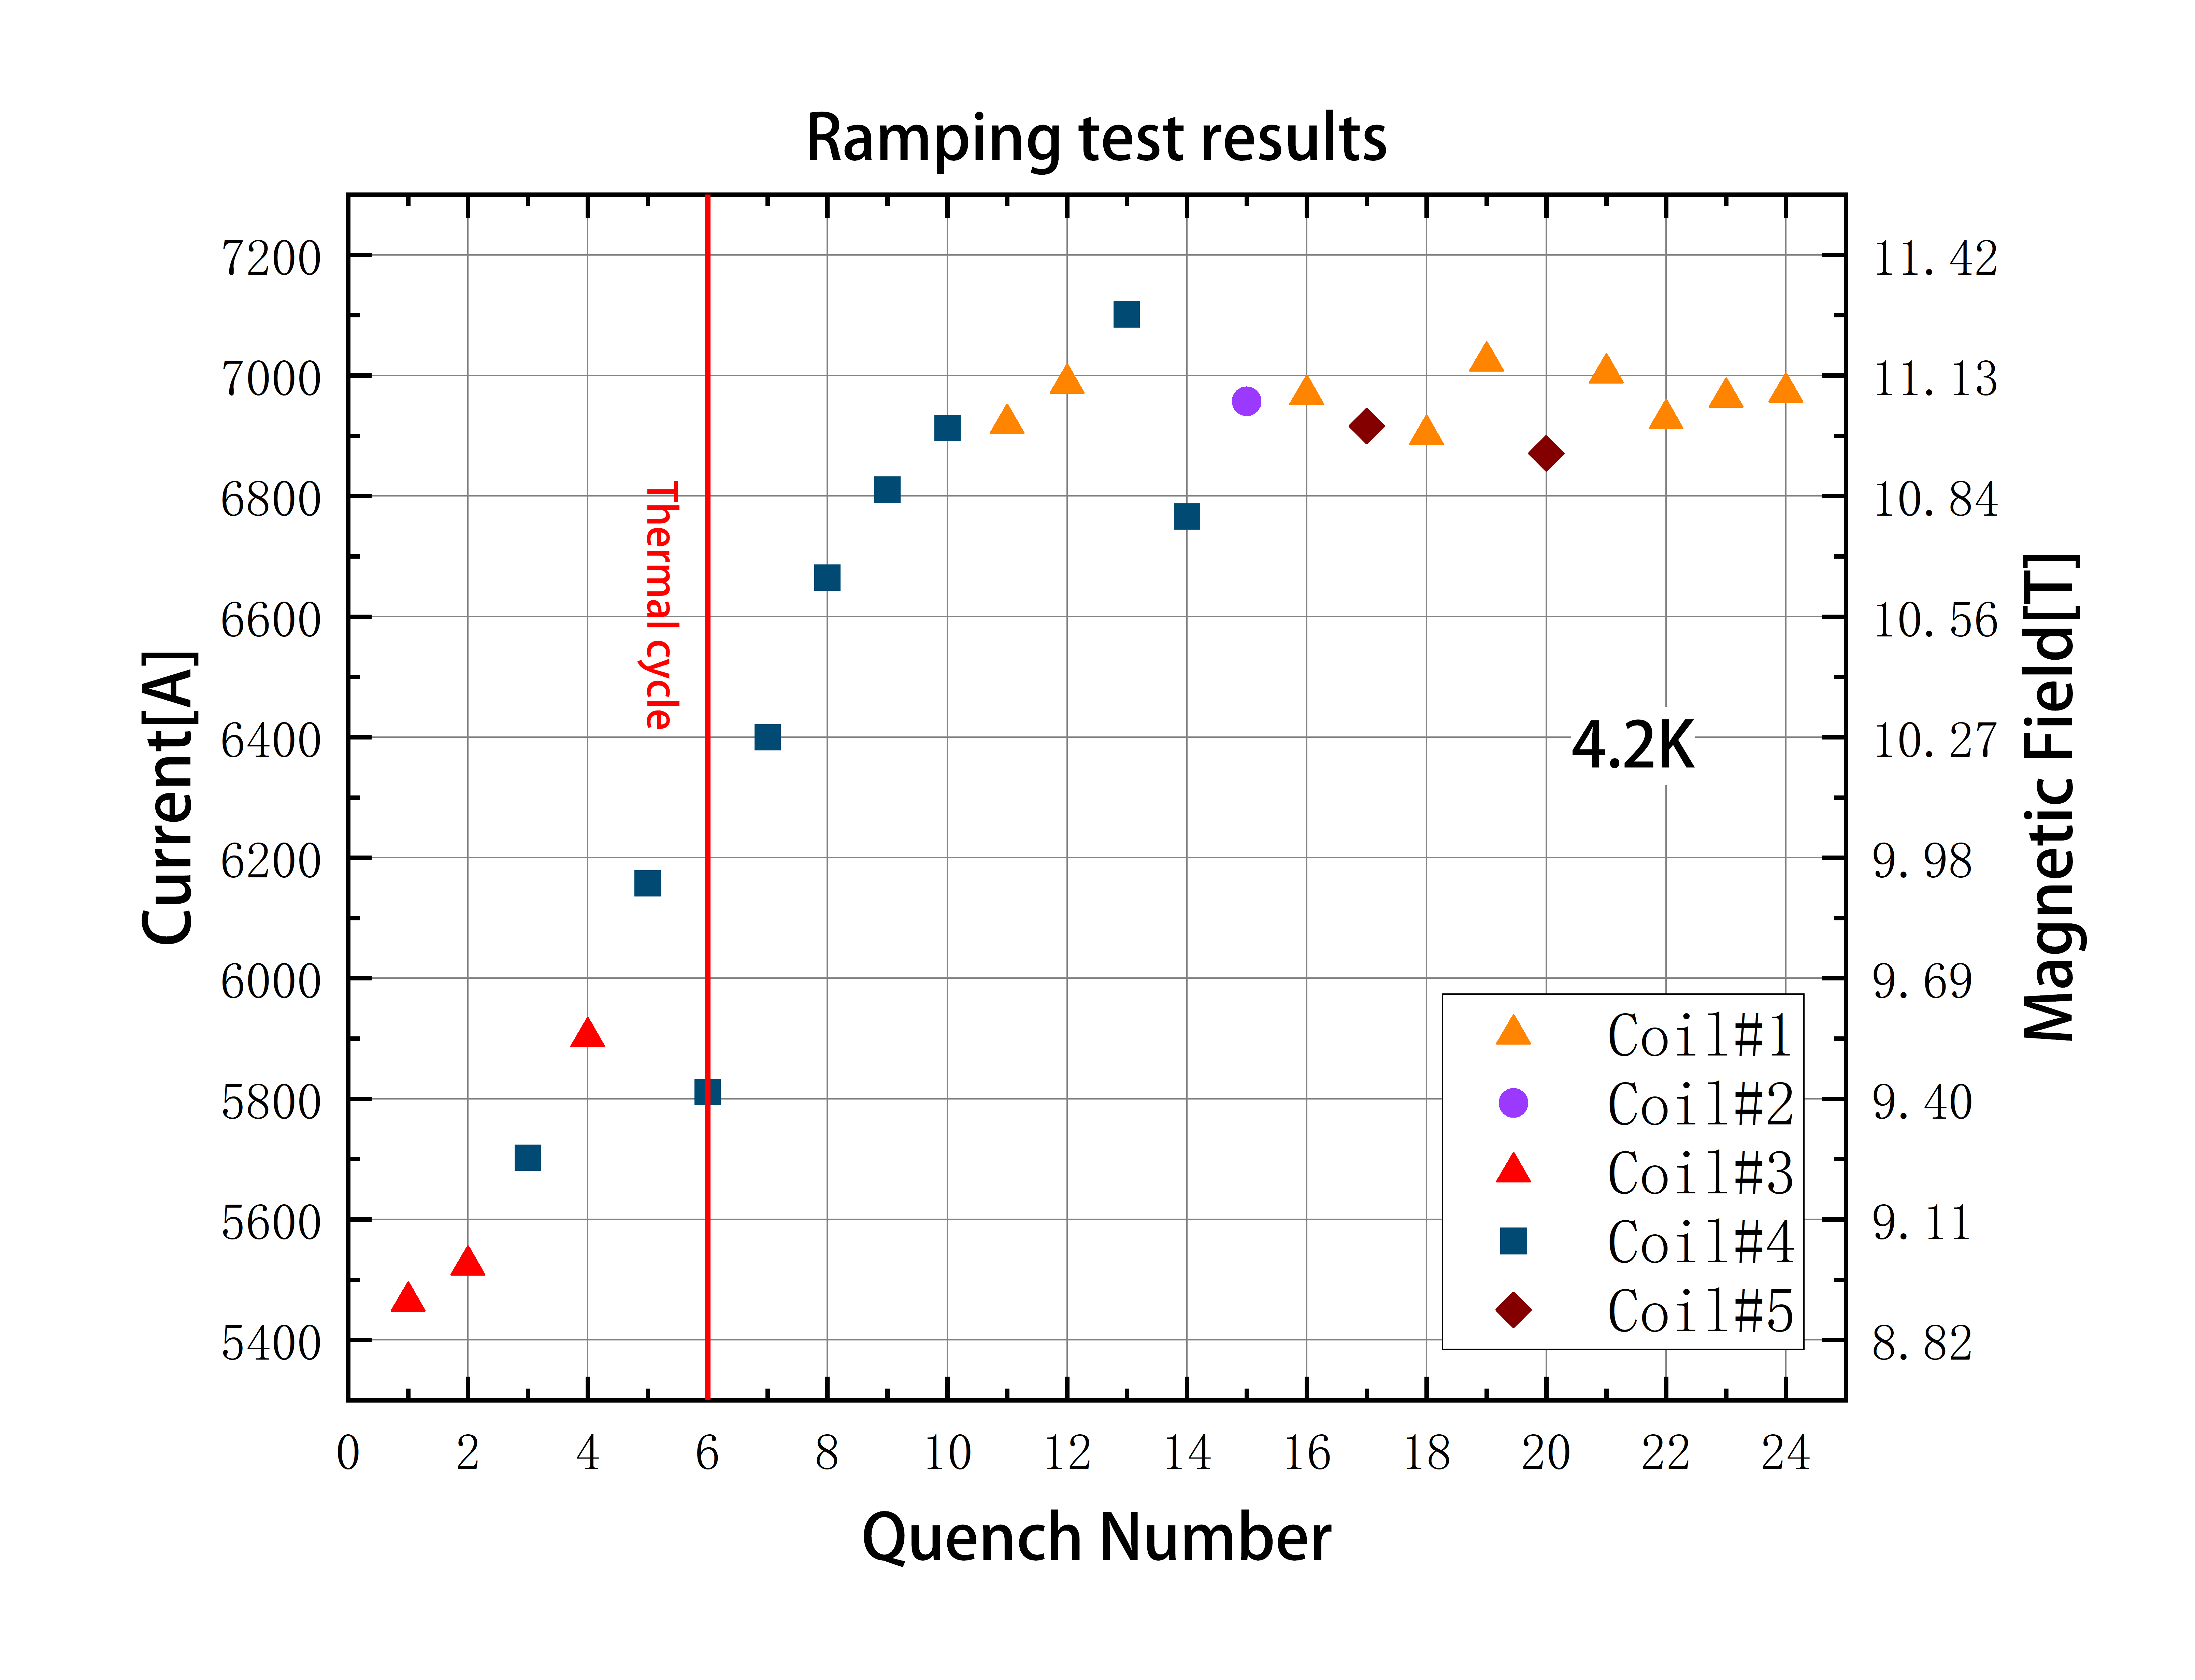 Ramping test results
7200
7000
6800
6600
6400
6200
6000
5800
5600
5400
Current[A]
Thermal cycle
4.2K
Coil#1
Coil#2
Coil#3
Coil#4
Coil#5
11.42
11.13
10.84
10.56
10.27
9.98
9.69
9.40
9.11
8.82
Magnetic Field[T]
0 2 4 6 8 10 12 14 16 18 20 22 24
Quench Number